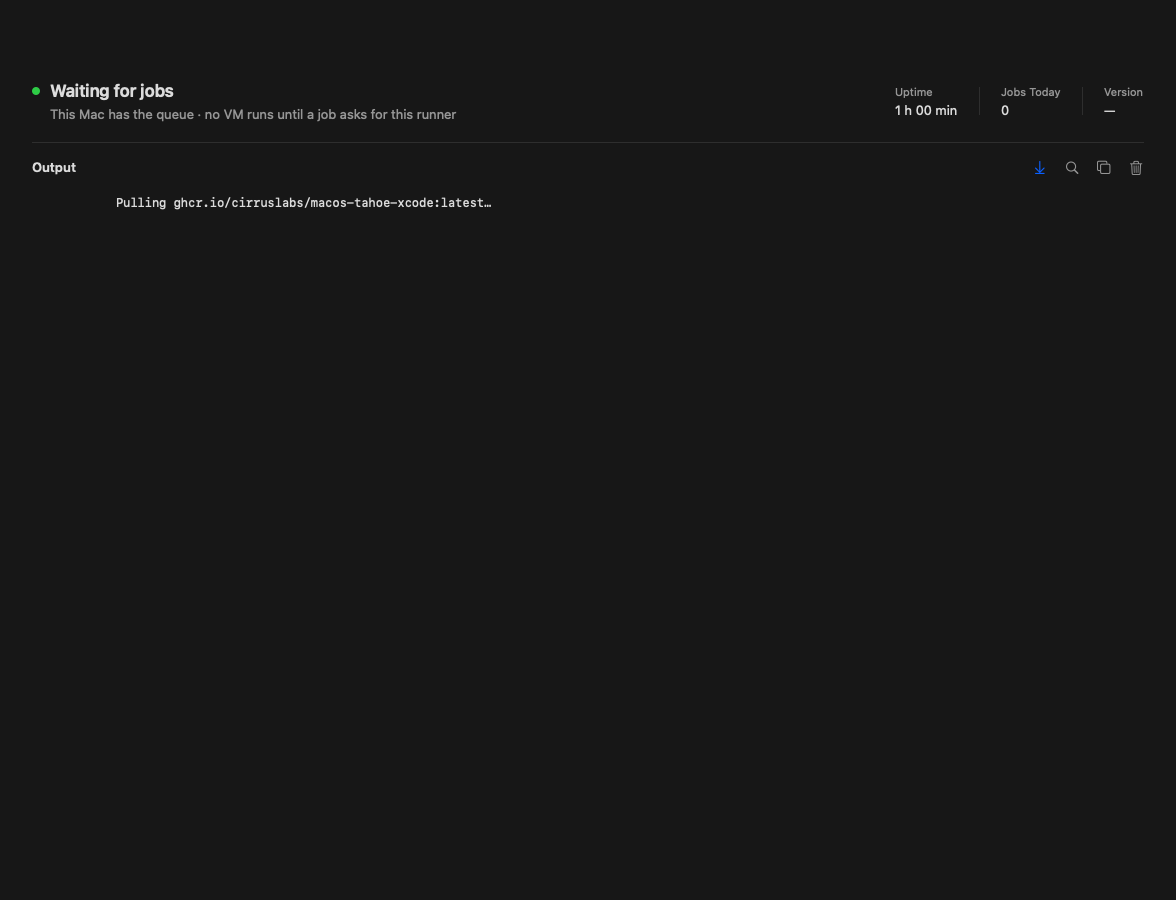 Waiting for jobs
This Mac has the queue · no VM runs until a job asks for this runner
Uptime
1 h 00 min
Jobs Today
0
Version
—
Output
Pulling ghcr.io/cirruslabs/macos-tahoe-xcode:latest…